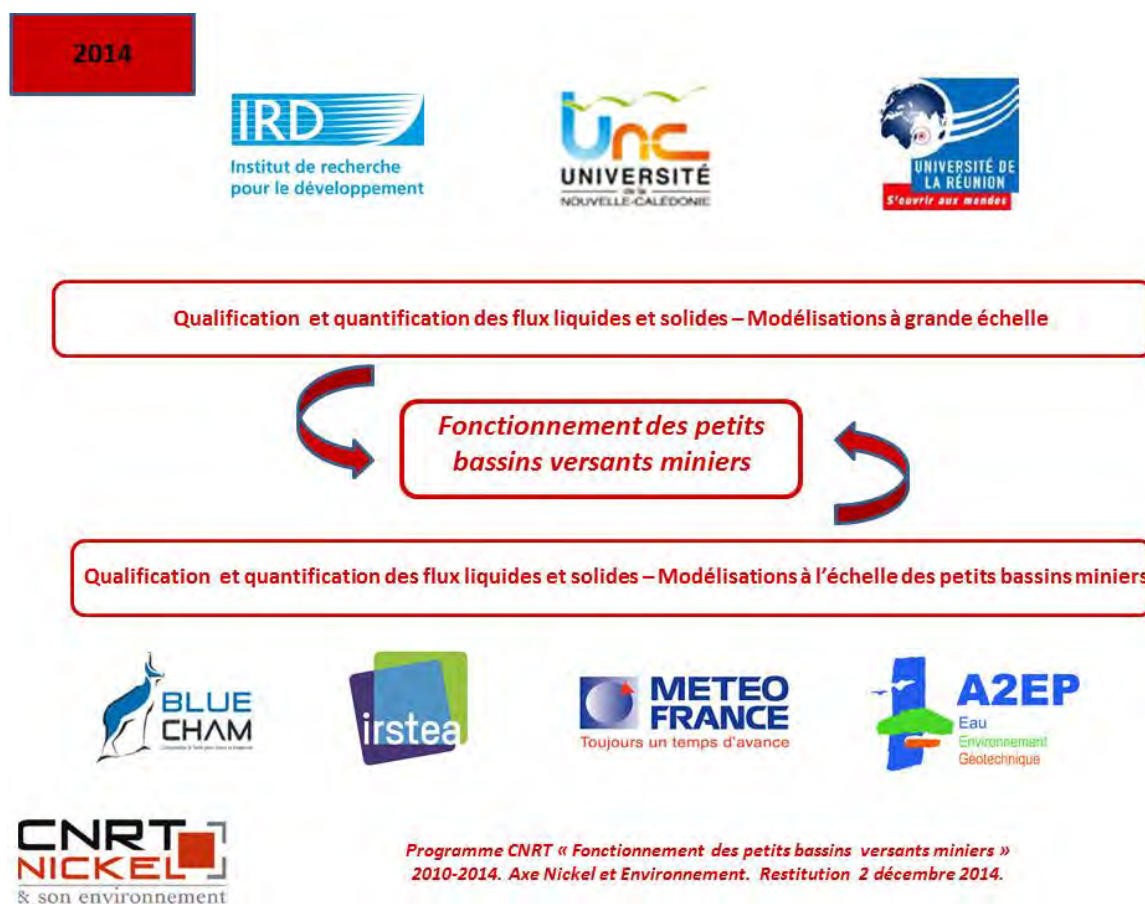 2014
IRD
Institut de recherche
pour le développement
unc
UNIVERSITÉ
de la
NOUVELLE-CALÉDONIE
UNIVERSITÉ DE
LA RÉUNION
S'ouvrir aux mondes
Qualification et quantification des flux liquides et solides – Modélisations à grande échelle
Fonctionnement des petits
bassins versants miniers
Qualification et quantification des flux liquides et solides – Modélisations à l'échelle des petits bassins miniers
BLUE
CHAM
irstea
METEO
FRANCE
Toujours un temps d'avance
A2EP
Eau
Environnement
Géotechnique
CNRT
NICKEL
& son environnement
Programme CNRT « Fonctionnement des petits bassins versants miniers »
2010-2014. Axe Nickel et Environnement. Restitution 2 décembre 2014.